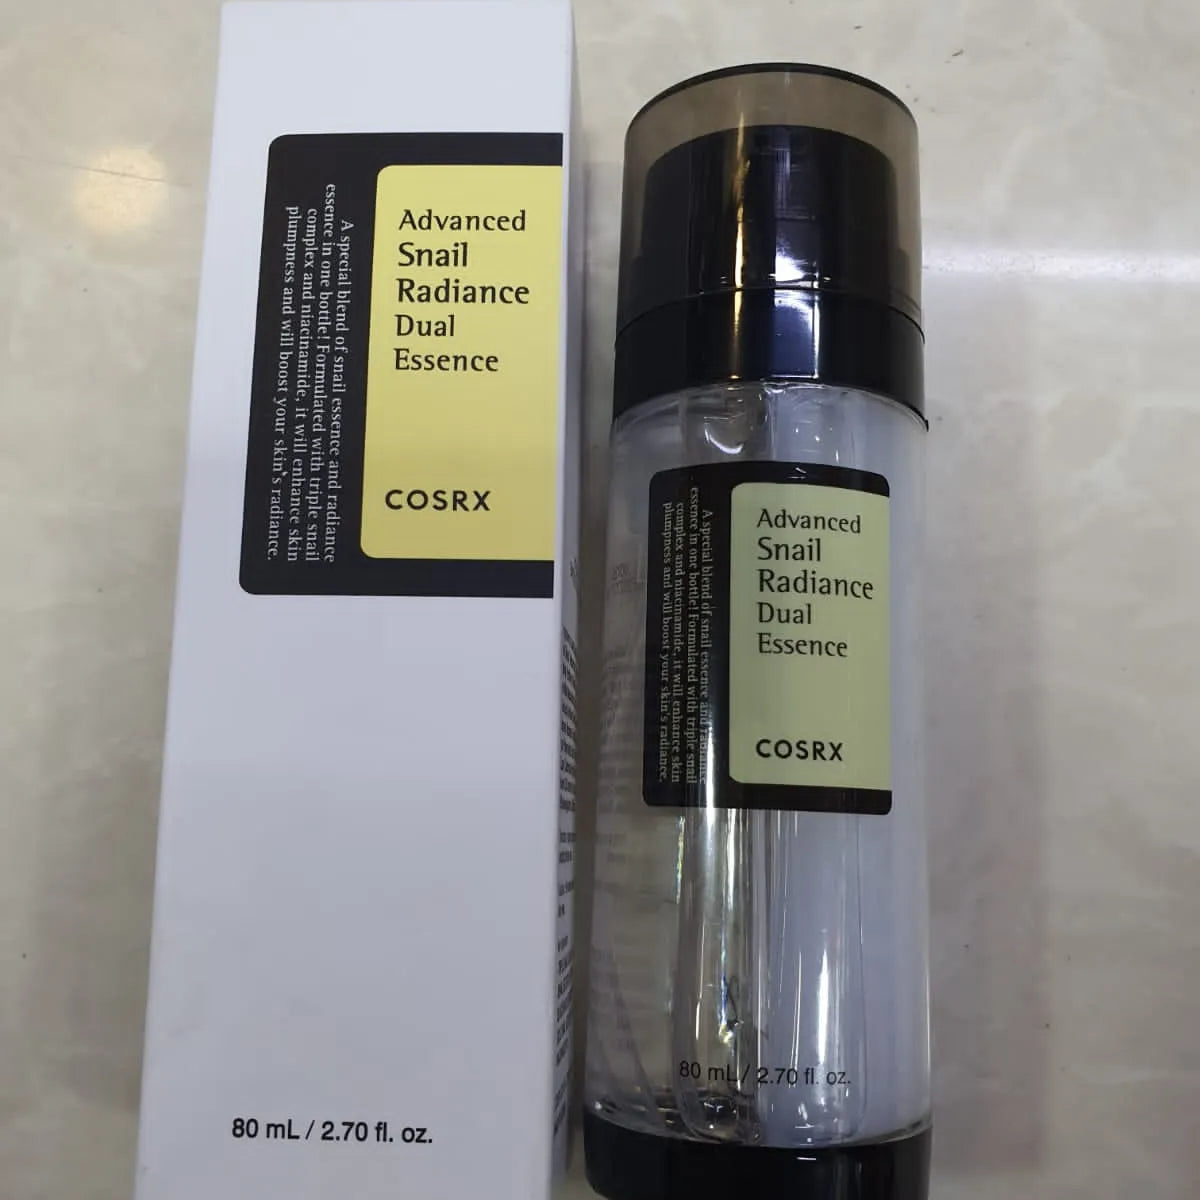 Advanced
Snail
Radiance
Dual
Essence
COSRX
A special blend of snail essence and radiance
essence in one bottle! Formulated with triple snail
complex and niacinamide, it will enhance skin
plumpness and will boost your skin's radiance.
80 mL / 2.70 fl. oz.
Advanced
Snail
Radiance
Dual
Essence
COSRX
A special blend of snail essence and radiance
essence in one bottle! Formulated with triple snail
complex and niacinamide, it will enhance skin
plumpness and will boost your skin's radiance.
80 mL / 2.70 fl. oz.